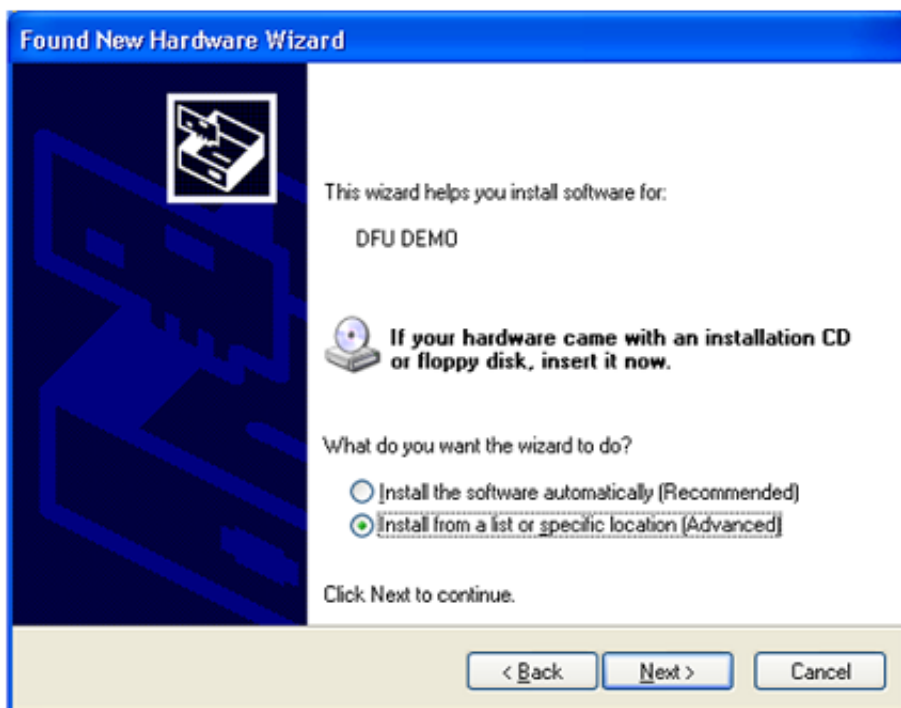 Found New Hardware Wizard
This wizard helps you install software for:
DFU DEMO
If your hardware came with an installation CD
or floppy disk, insert it now.
What do you want the wizard to do?
Install the software automatically (Recommended)
Install from a list or specific location (Advanced)
Click Next to continue.
< Back Next > Cancel